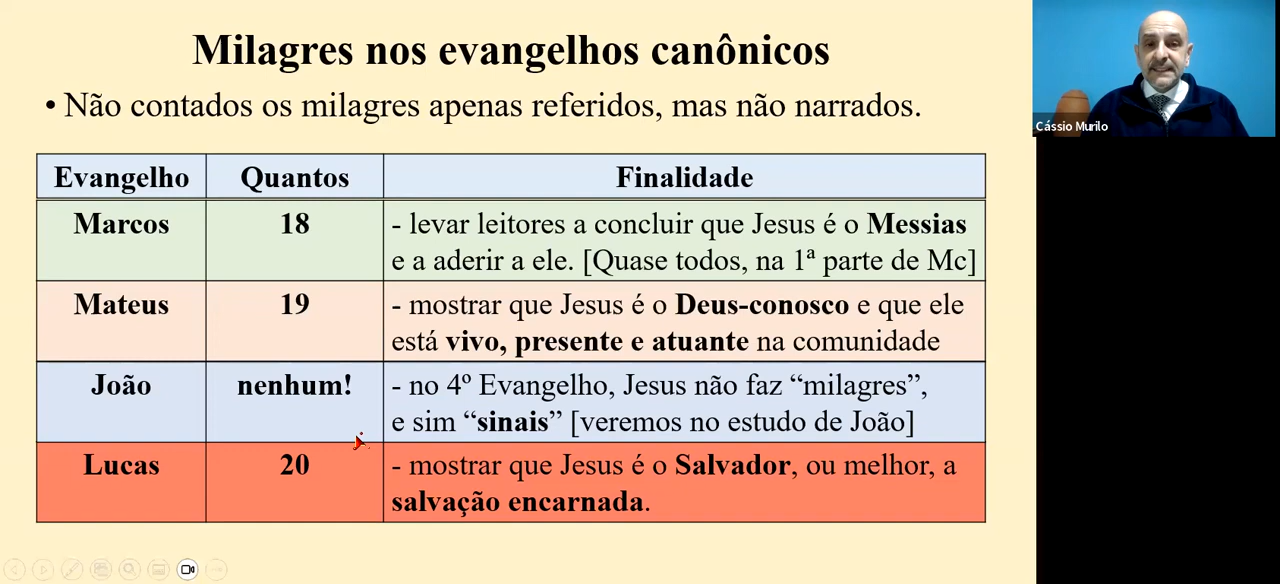 Milagres nos evangelhos canônicos
• Não contados os milagres apenas referidos, mas não narrados.
Cássio Murilo
Evangelho Quantos Finalidade
Marcos 18 - levar leitores a concluir que Jesus é o Messias
e a aderir a ele. [Quase todos, na 1ª parte de Mc]
Mateus 19 - mostrar que Jesus é o Deus-conosco e que ele
está vivo, presente e atuante na comunidade
João nenhum! - no 4º Evangelho, Jesus não faz “milagres”,
e sim “sinais” [veremos no estudo de João]
Lucas 20 - mostrar que Jesus é o Salvador, ou melhor, a
salvação encarnada.